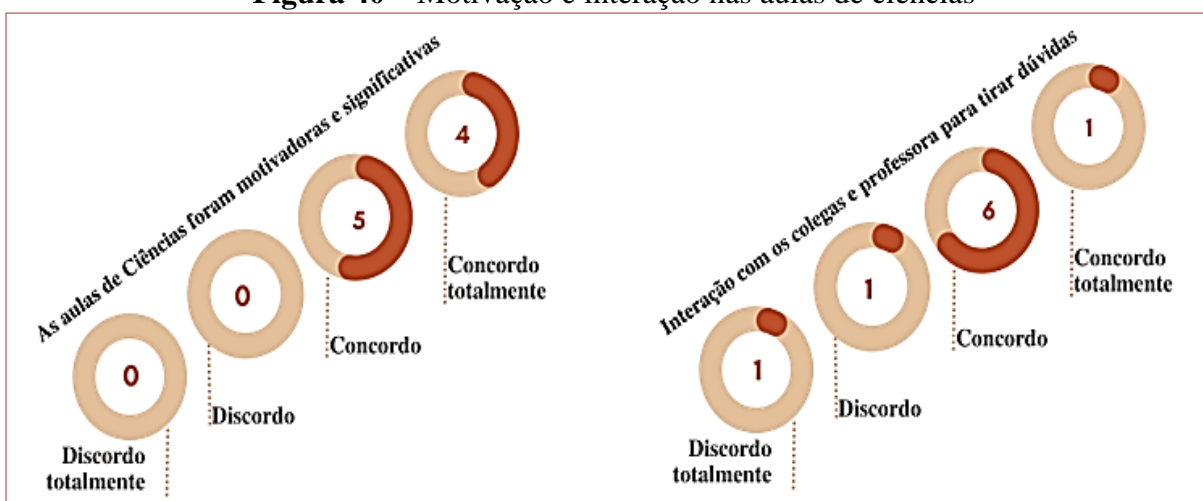 Figura 40 – Motivação e interação nas aulas de ciências
As aulas de Ciências foram motivadoras e significativas
0
Discordo
totalmente
0
Discordo
5
Concordo
4
Concordo
totalmente
Interação com os colegas e professora para tirar dúvidas
1
Discordo
totalmente
1
Discordo
6
Concordo
1
Concordo
totalmente